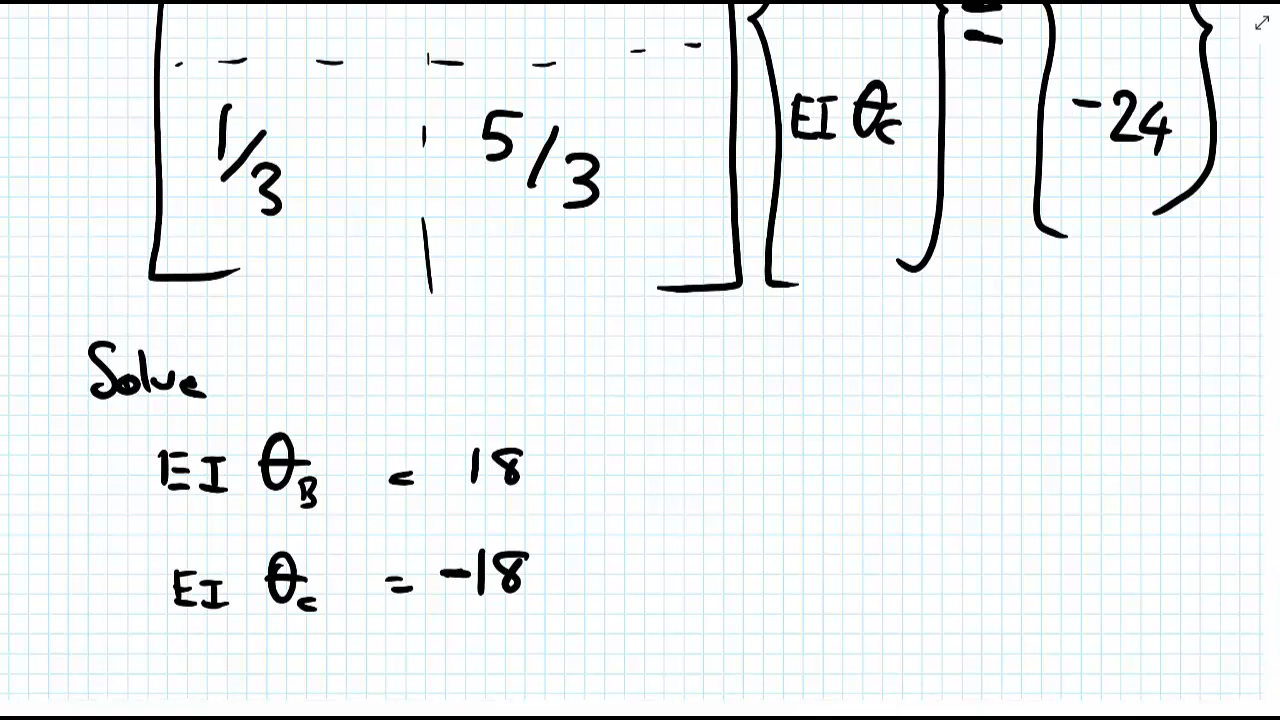 1/3 5/3 EI θc = -24
Solve
EI θB = 18
EI θc = -18